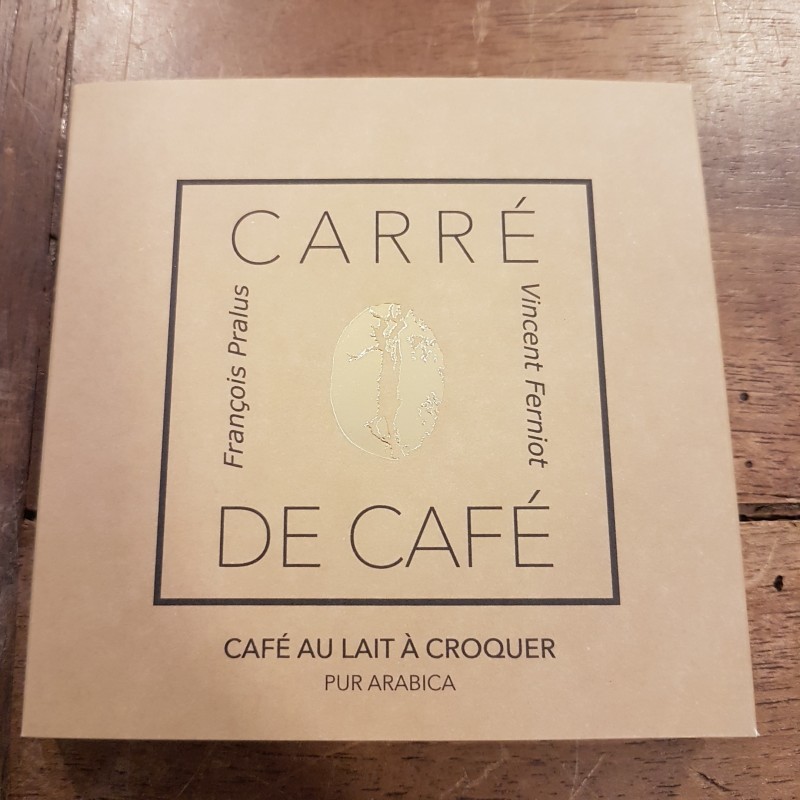 CARRÉ
François Pralus
Vincent Ferniot
DE CAFÉ
CAFÉ AU LAIT À CROQUER
PUR ARABICA